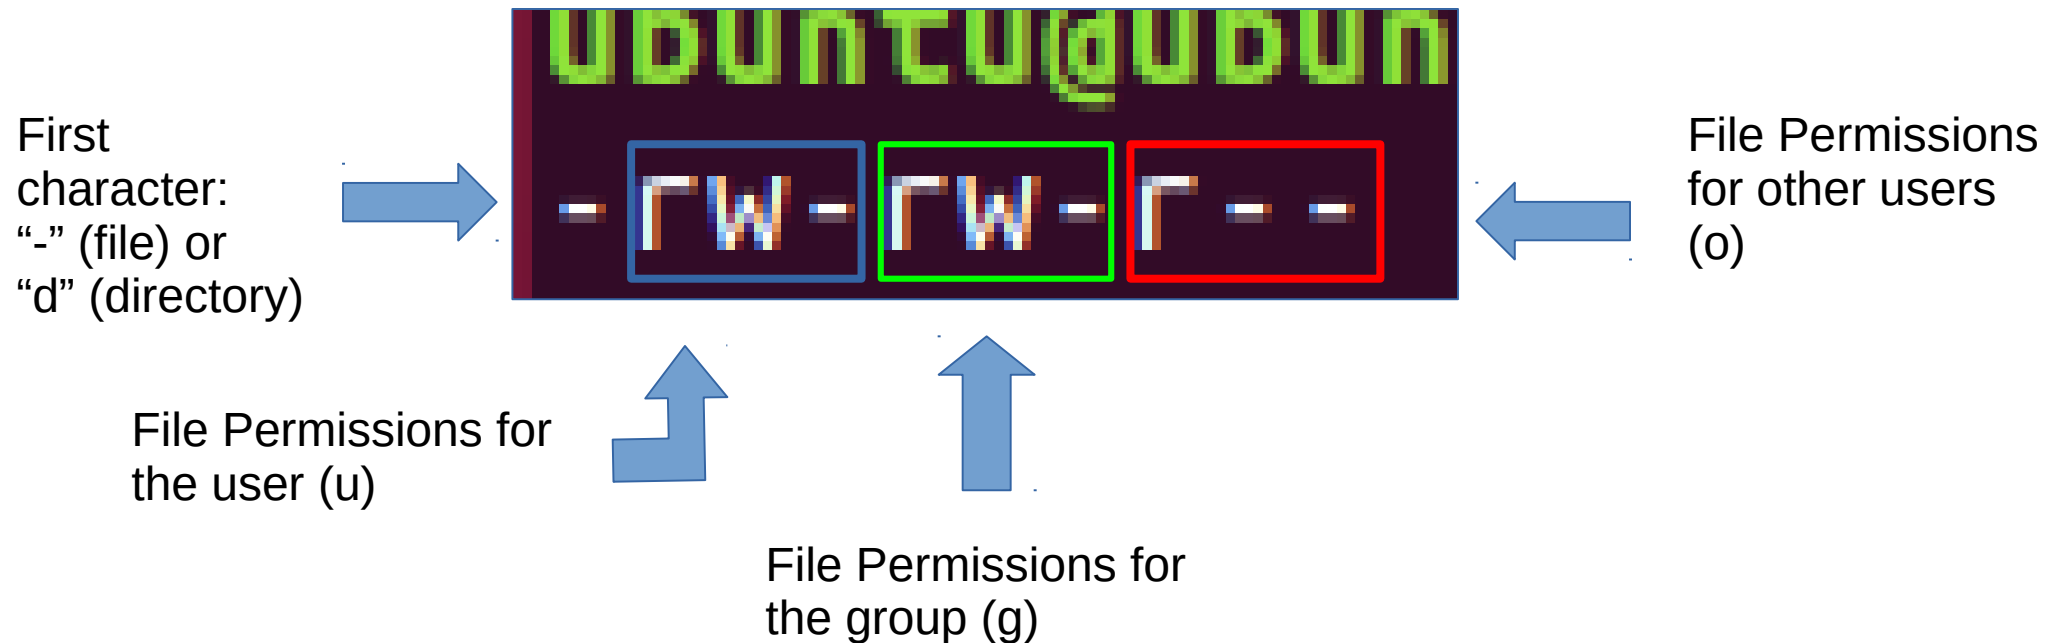 ubuntu@ubun
First
character:
“-” (file) or
“d” (directory)
-rw-rw-r--
File Permissions
for other users
(o)
File Permissions for
the user (u)
File Permissions for
the group (g)